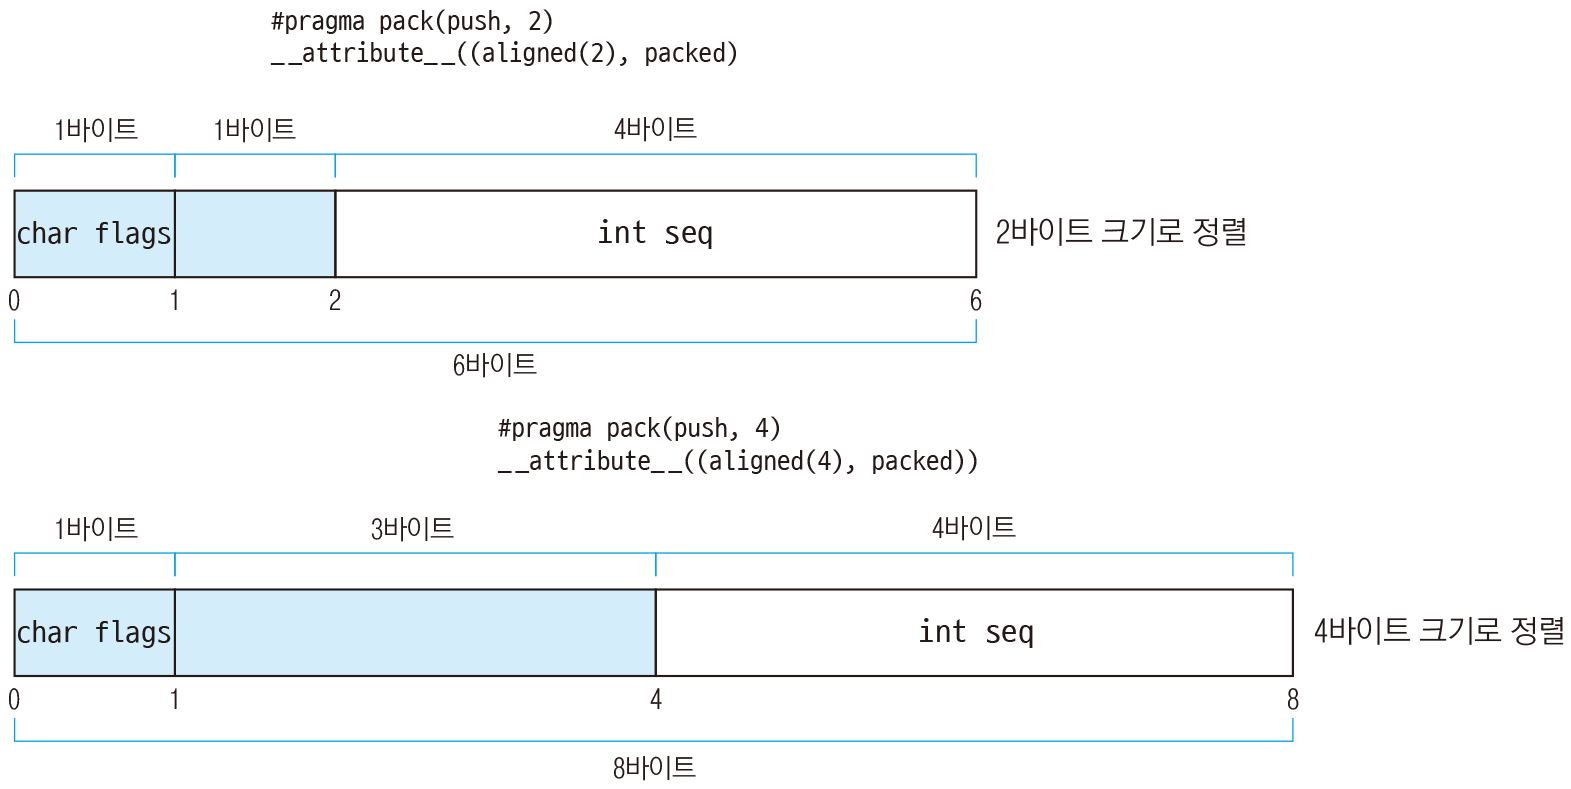 #pragma pack(push, 2)
__attribute__((aligned(2), packed)
1바이트 1바이트 4바이트
char flags int seq 2바이트 크기로 정렬
0 1 2 6
6바이트
#pragma pack(push, 4)
__attribute__((aligned(4), packed))
1바이트 3바이트 4바이트
char flags int seq 4바이트 크기로 정렬
0 1 4 8
8바이트